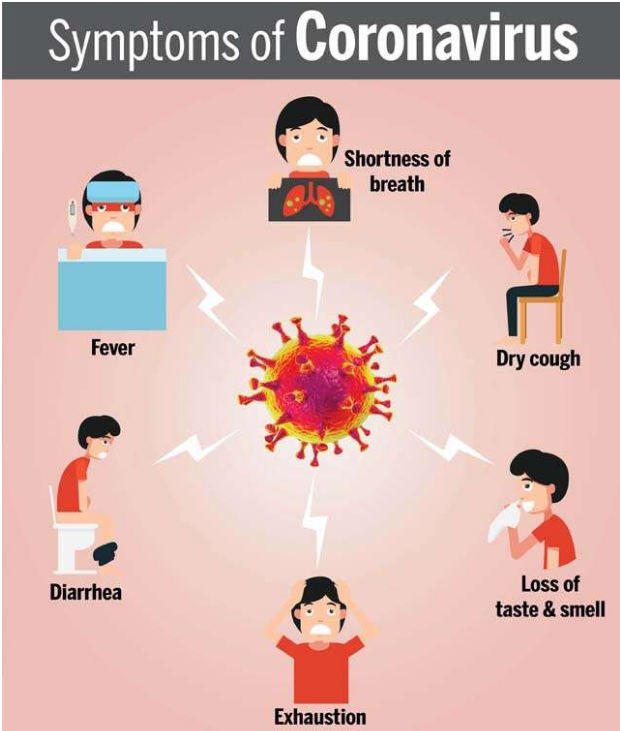 Symptoms of Coronavirus
Shortness of
breath
Fever
Dry cough
Diarrhea
Loss of
taste & smell
Exhaustion